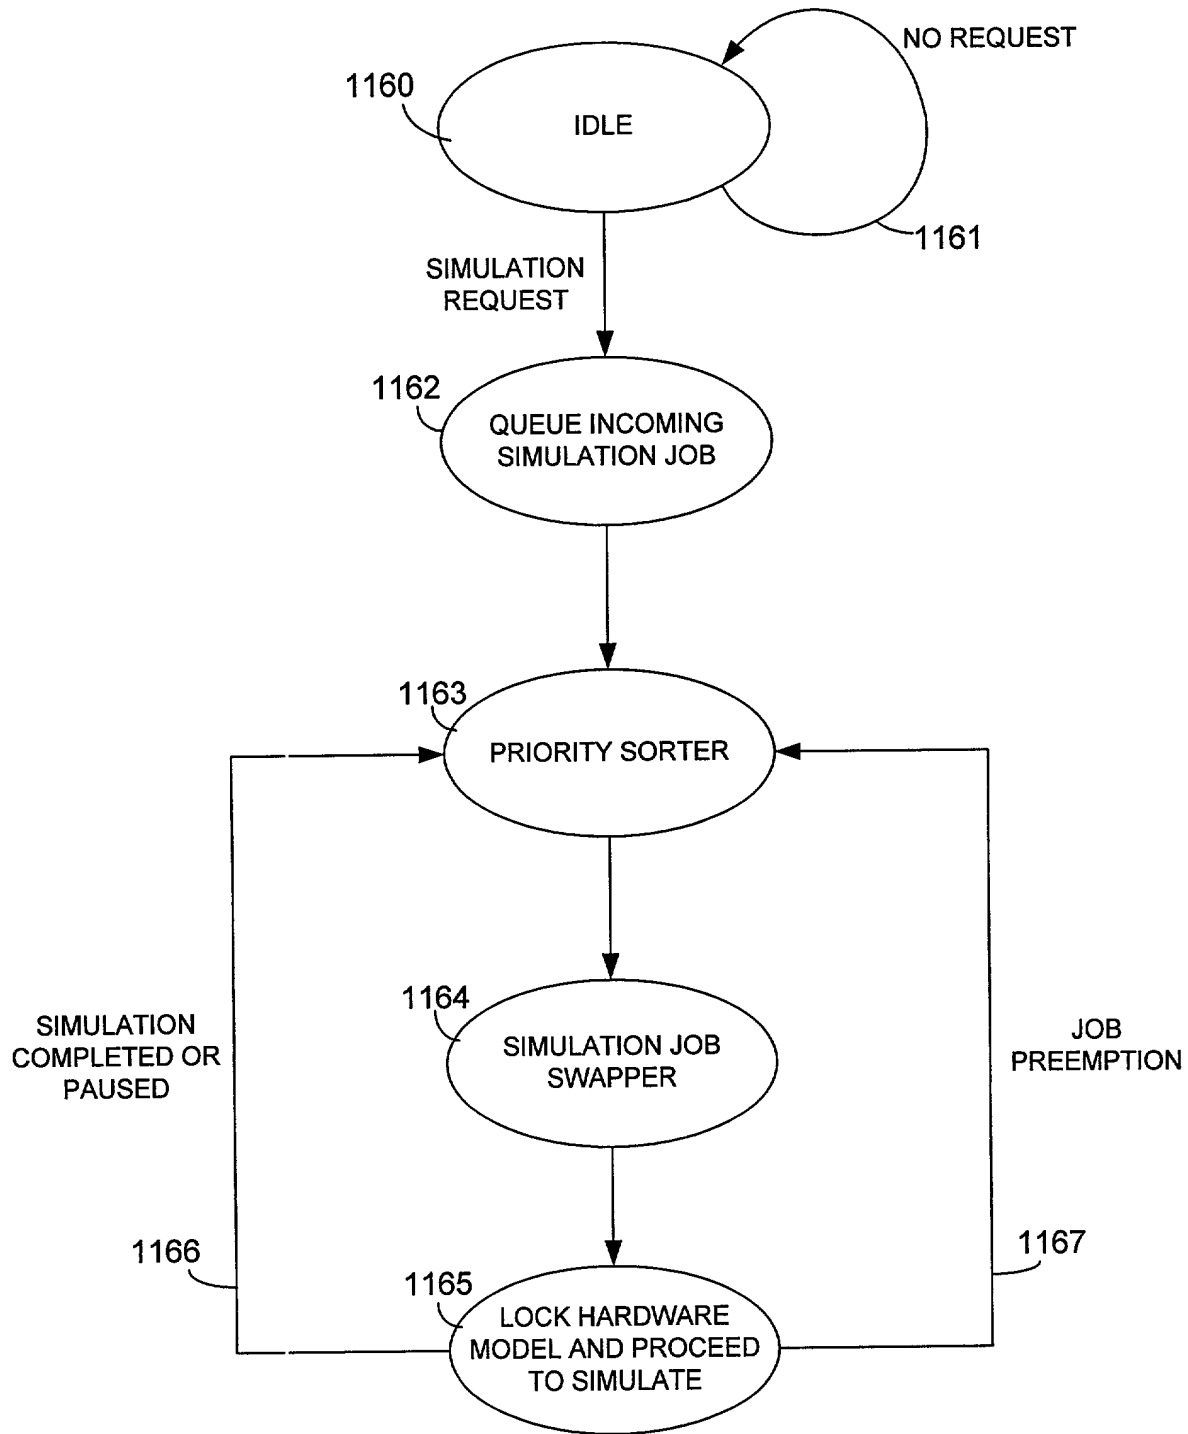 NO REQUEST
1160
IDLE
1161
SIMULATION
REQUEST
1162
QUEUE INCOMING
SIMULATION JOB
1163
PRIORITY SORTER
1164
SIMULATION JOB
SWAPPER
SIMULATION
COMPLETED OR
PAUSED
JOB
PREEMPTION
1166
1167
1165
LOCK HARDWARE
MODEL AND PROCEED
TO SIMULATE